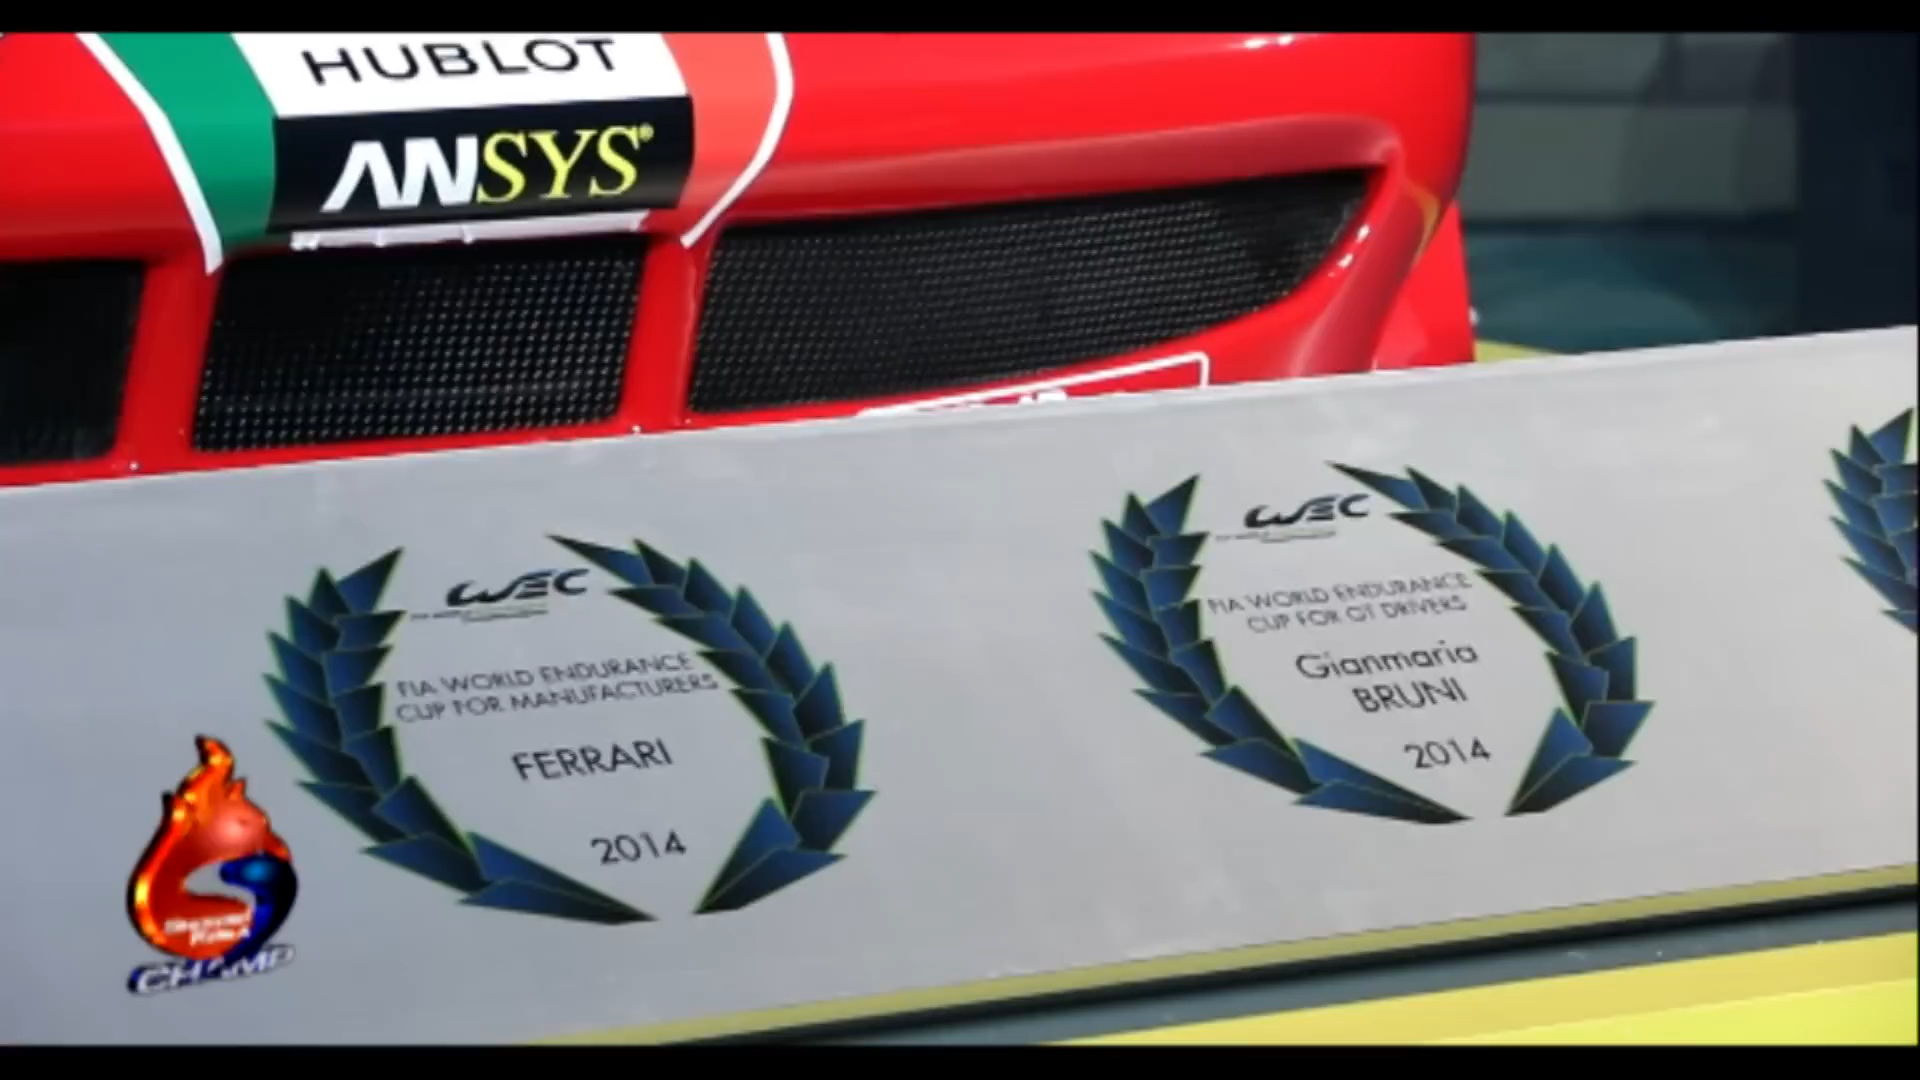 HUBLOT
ANSYS®
WEC
FIA WORLD ENDURANCE
CUP FOR MANUFACTURERS
FERRARI
2014
WEC
FIA WORLD ENDURANCE
CUP FOR GT DRIVERS
Gianmaria
BRUNI
2014
CHAMP